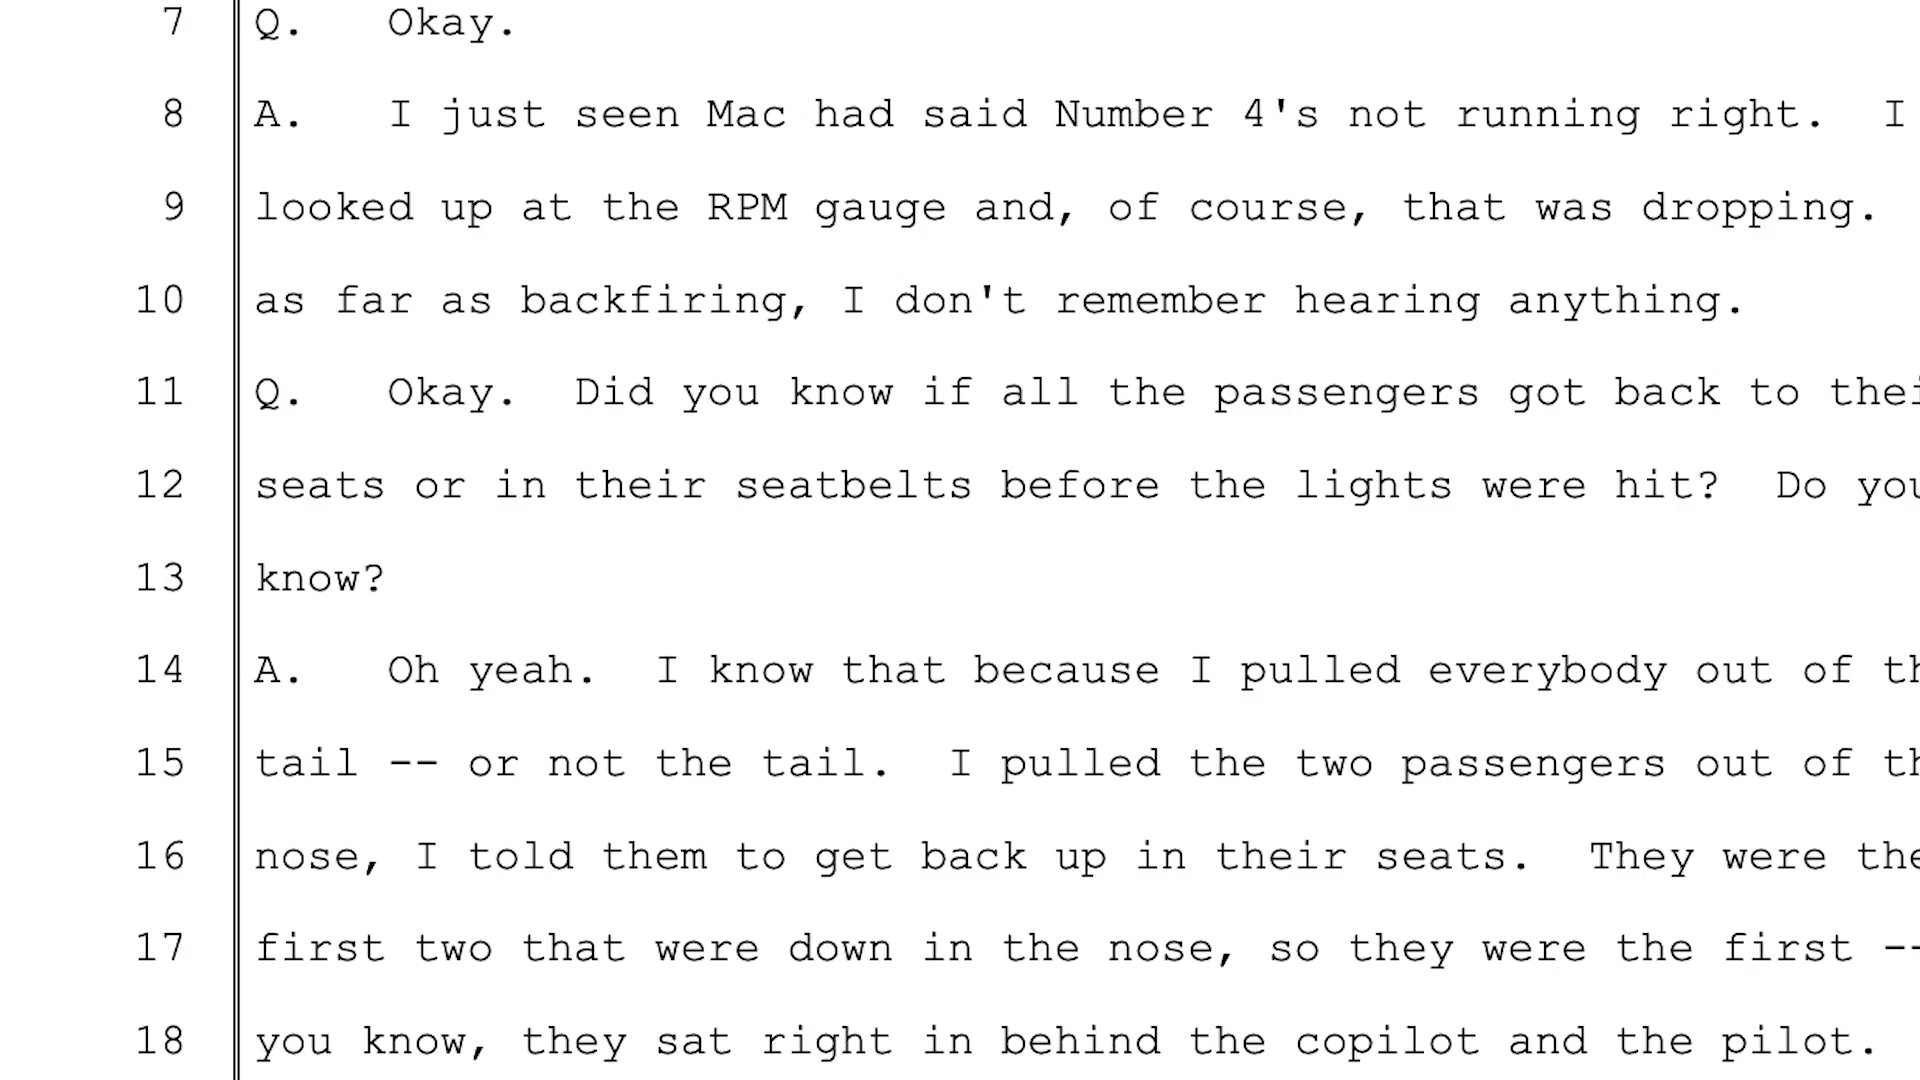 7 Q. Okay.
8 A. I just seen Mac had said Number 4's not running right. I
9 looked up at the RPM gauge and, of course, that was dropping.
10 as far as backfiring, I don't remember hearing anything.
11 Q. Okay. Did you know if all the passengers got back to thei
12 seats or in their seatbelts before the lights were hit? Do you
13 know?
14 A. Oh yeah. I know that because I pulled everybody out of th
15 tail -- or not the tail. I pulled the two passengers out of th
16 nose, I told them to get back up in their seats. They were the
17 first two that were down in the nose, so they were the first --
18 you know, they sat right in behind the copilot and the pilot.